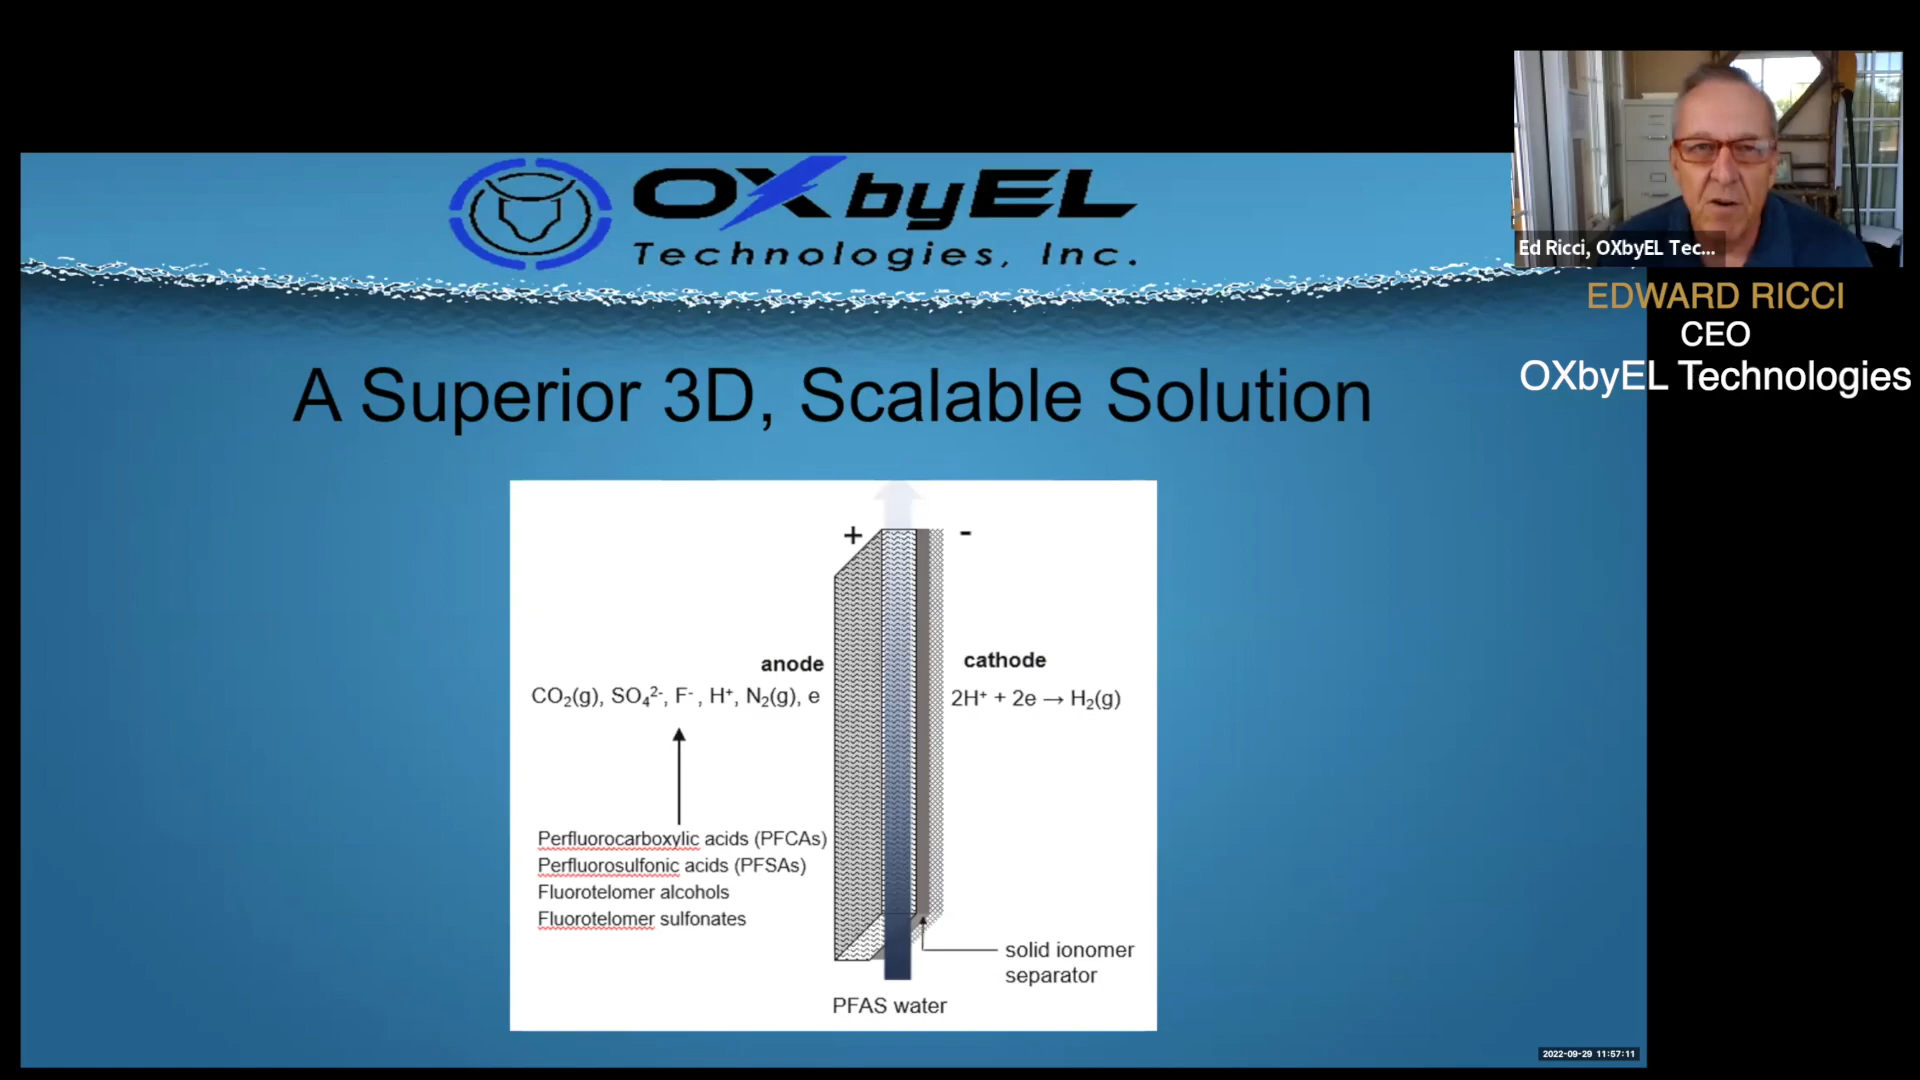 OXbyEL
Technologies, Inc.
Ed Ricci, OXbyEL Tec...
EDWARD RICCI
CEO
OXbyEL Technologies
A Superior 3D, Scalable Solution
+
-
anode
cathode
CO₂(g), SO₄²⁻, F⁻ , H⁺, N₂(g), e
2H⁺ + 2e → H₂(g)
Perfluorocarboxylic acids (PFCAs)
Perfluorosulfonic acids (PFSAs)
Fluorotelomer alcohols
Fluorotelomer sulfonates
solid ionomer
separator
PFAS water
2022-09-29 11:57:11